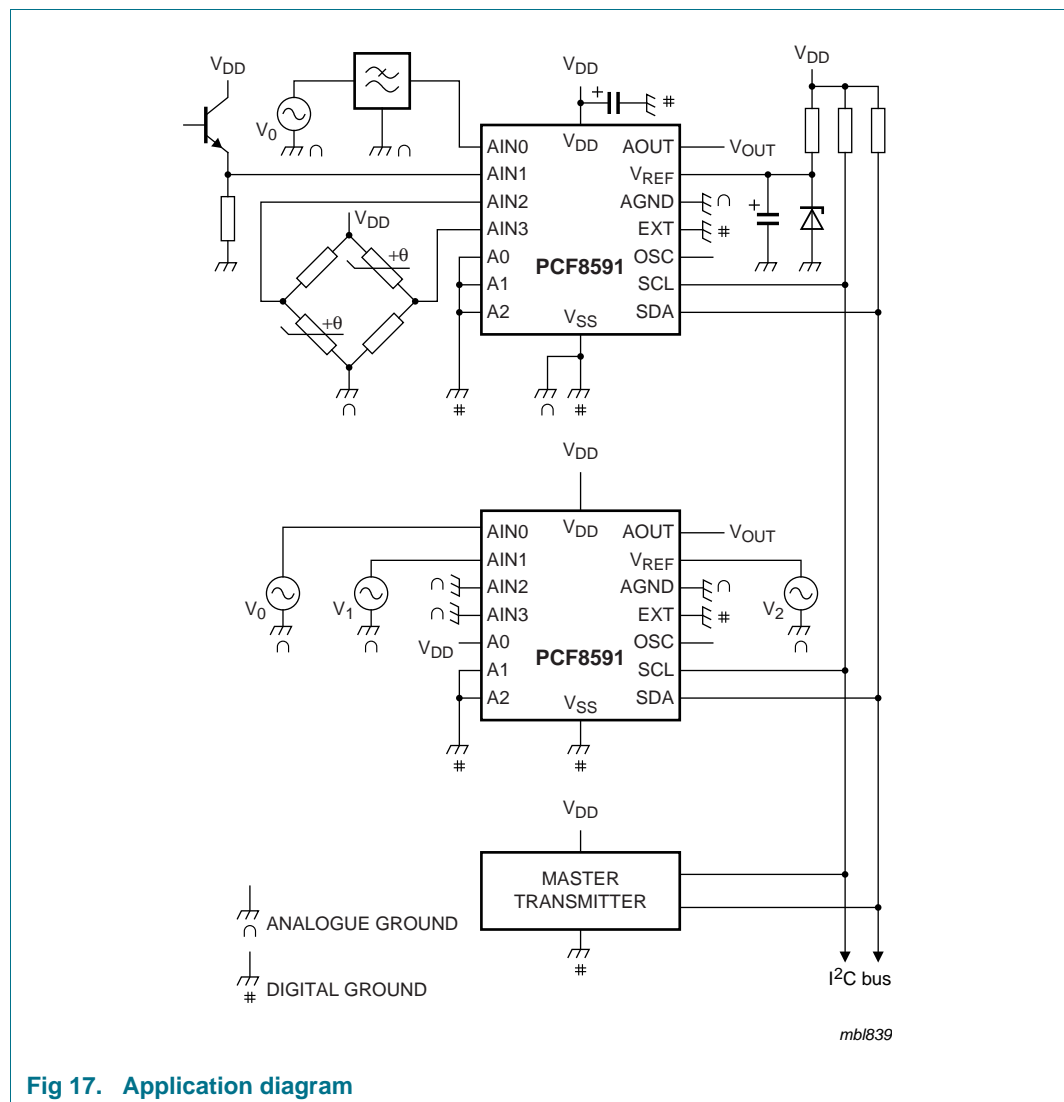 VDD
V0
VDD
+
#
VDD
AIN0
VDD
AOUT
VOUT
AIN1
VREF
AIN2
AGND
+
AIN3
EXT
#
VDD
A0
PCF8591
OSC
+θ
A1
SCL
A2
VSS
SDA
+θ
#
#
VDD
AIN0
VDD
AOUT
VOUT
AIN1
VREF
AIN2
AGND
V0
V1
AIN3
EXT
#
V2
VDD
A0
PCF8591
OSC
A1
SCL
A2
VSS
SDA
#
#
VDD
MASTER
TRANSMITTER
#
ANALOGUE GROUND
# DIGITAL GROUND
I2C bus
mbl839
Fig 17. Application diagram